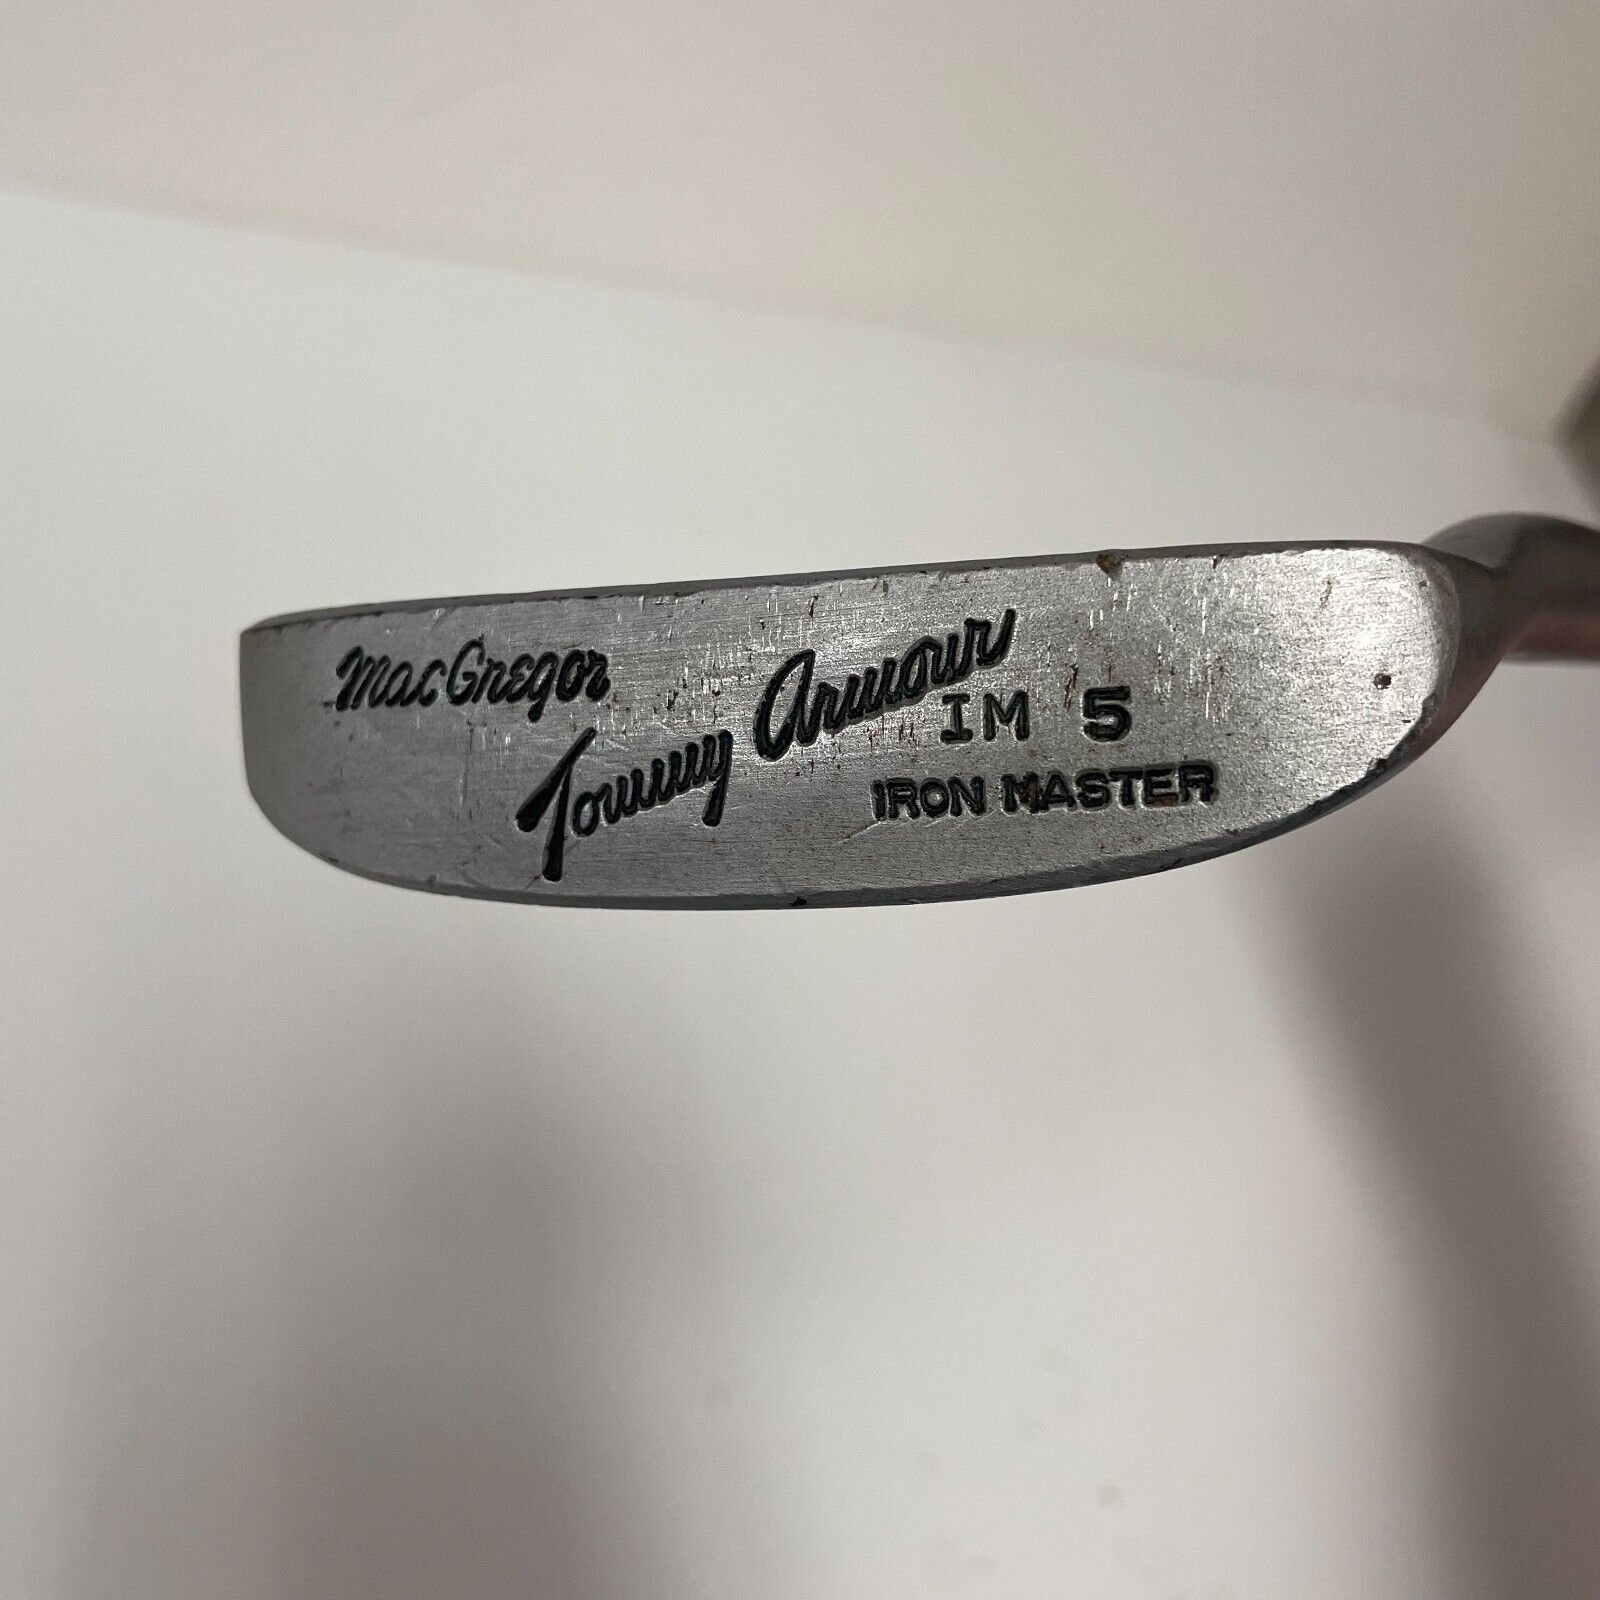 MacGregor
Tommy Armour
IM 5
IRON MASTER